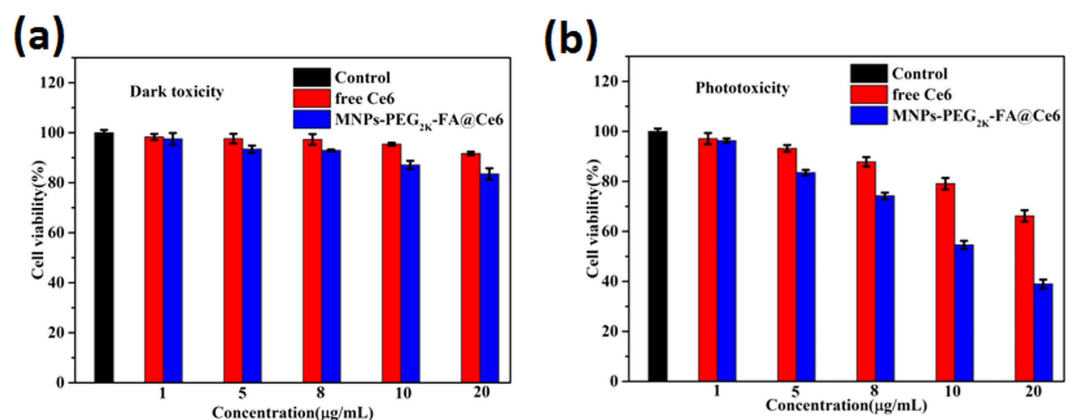 (a)
120
100
80
60
40
20
0
Cell viability(%)
Dark toxicity
Control
free Ce6
MNPs-PEG2K-FA@Ce6
1 5 8 10 20
Concentration(μg/mL)
(b)
120
100
80
60
40
20
0
Cell viability(%)
Phototoxicity
Control
free Ce6
MNPs-PEG2K-FA@Ce6
1 5 8 10 20
Concentration(μg/mL)